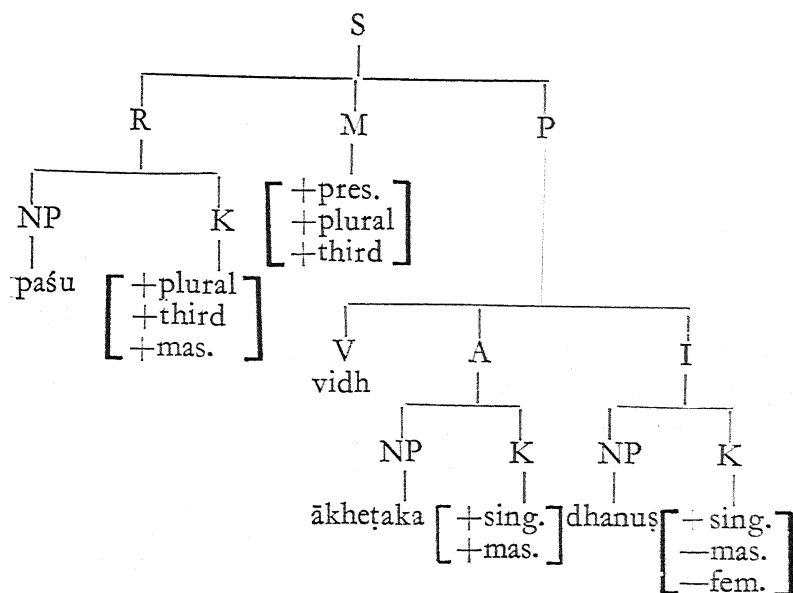 S
R M P
NP K
paśu
[+plural
+third
+mas.]
[+pres.
+plural
+third]
V A I
vidh
NP K NP K
ākheṭaka
[+sing.
+mas.]
dhanuṣ
[+sing.
—mas.
—fem.]